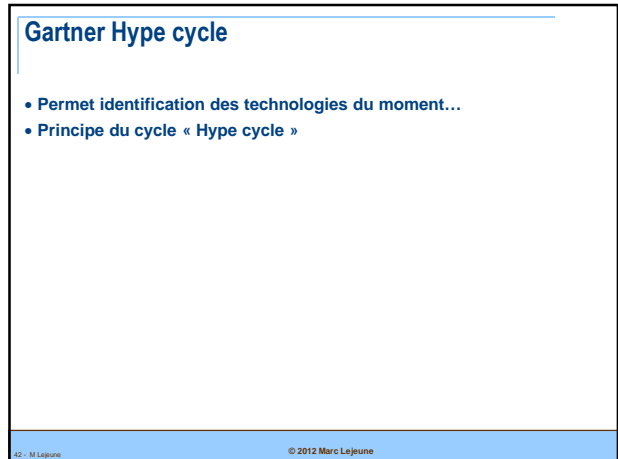 Gartner Hype cycle
• Permet identification des technologies du moment…
• Principe du cycle « Hype cycle »
42 - M Lejeune
© 2012 Marc Lejeune